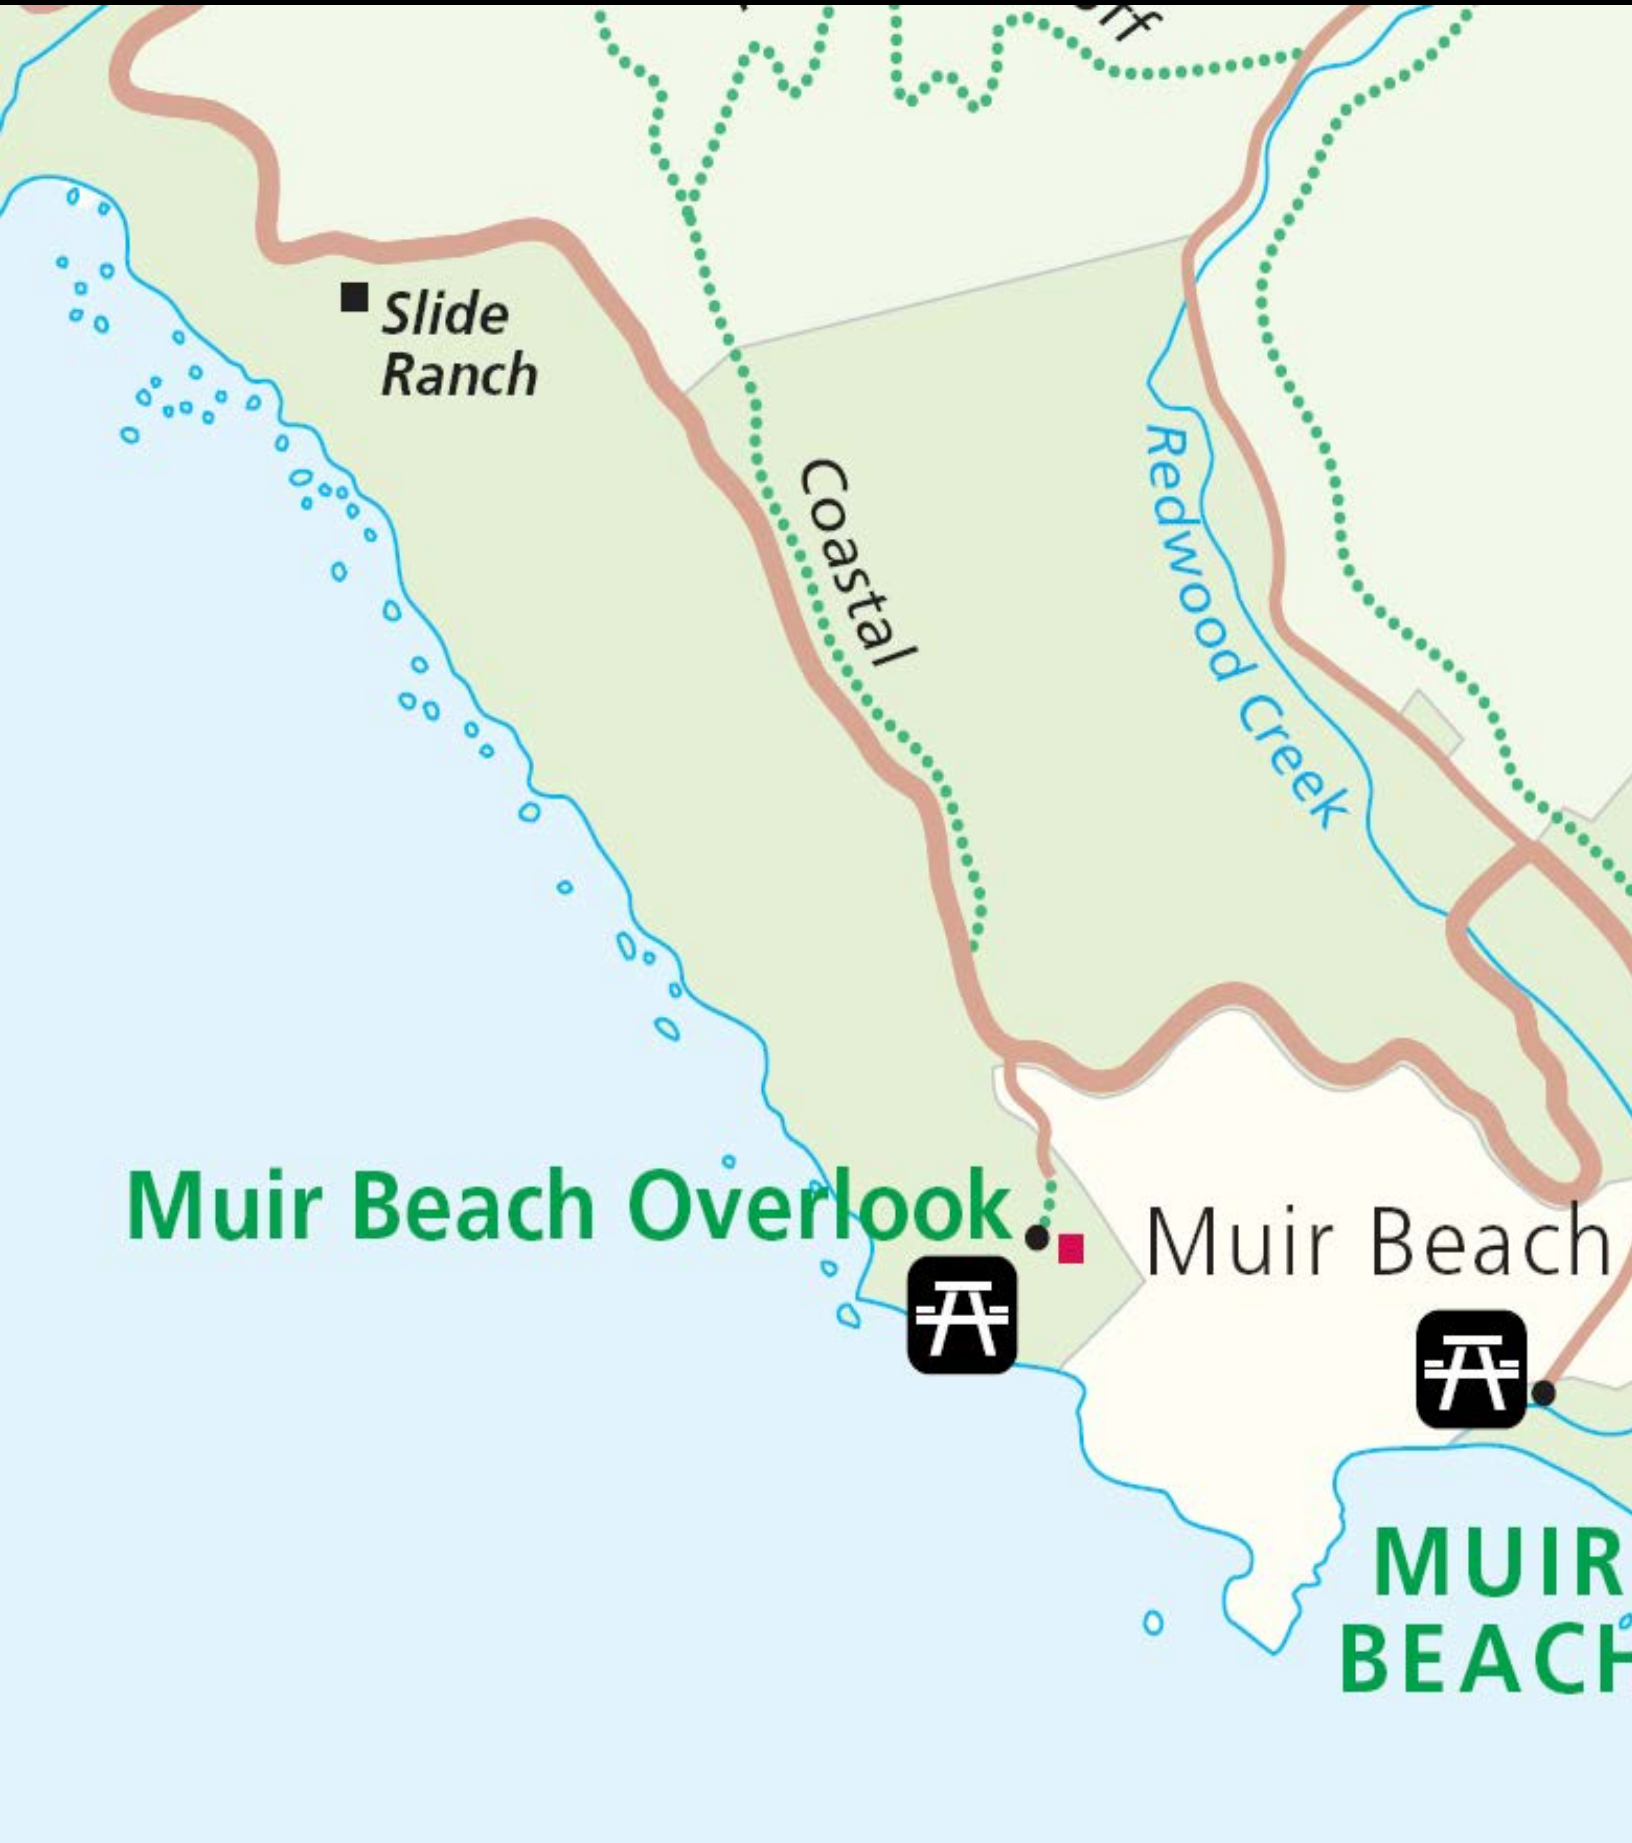 Slide
Ranch
Coastal
Redwood Creek
Muir Beach Overlook
Muir Beach
MUIR
BEACH